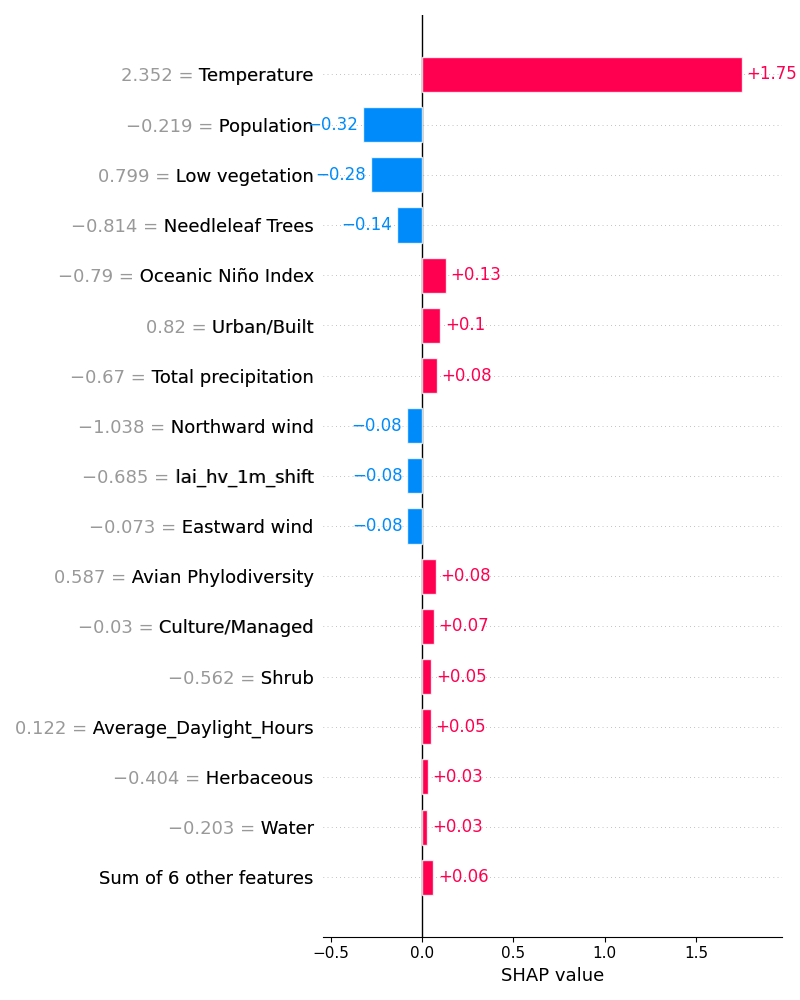 2.352 = Temperature +1.75
−0.219 = Population −0.32
0.799 = Low vegetation −0.28
−0.814 = Needleleaf Trees −0.14
−0.79 = Oceanic Niño Index +0.13
0.82 = Urban/Built +0.1
−0.67 = Total precipitation +0.08
−1.038 = Northward wind −0.08
−0.685 = lai_hv_1m_shift −0.08
−0.073 = Eastward wind −0.08
0.587 = Avian Phylodiversity +0.08
−0.03 = Culture/Managed +0.07
−0.562 = Shrub +0.05
0.122 = Average_Daylight_Hours +0.05
−0.404 = Herbaceous +0.03
−0.203 = Water +0.03
Sum of 6 other features +0.06
−0.5 0.0 0.5 1.0 1.5
SHAP value